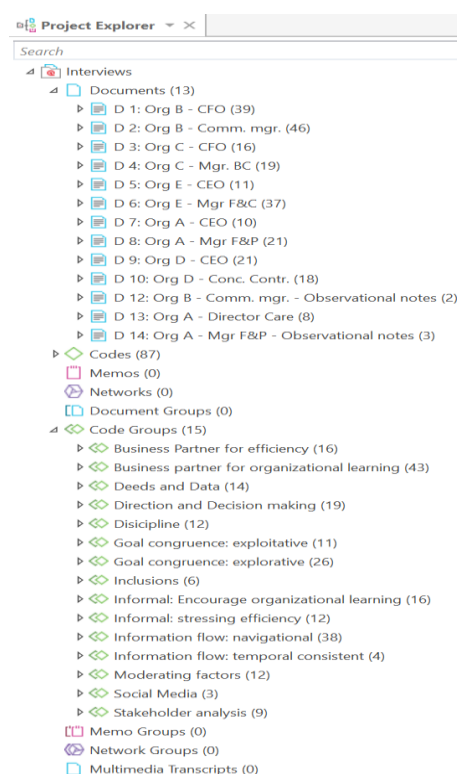 Project Explorer
Search
Interviews
Documents (13)
D 1: Org B - CFO (39)
D 2: Org B - Comm. mgr. (46)
D 3: Org C - CFO (16)
D 4: Org C - Mgr. BC (19)
D 5: Org E - CEO (11)
D 6: Org E - Mgr F&C (37)
D 7: Org A - CEO (10)
D 8: Org A - Mgr F&P (21)
D 9: Org D - CEO (21)
D 10: Org D - Conc. Contr. (18)
D 12: Org B - Comm. mgr. - Observational notes (2)
D 13: Org A - Director Care (8)
D 14: Org A - Mgr F&P - Observational notes (3)
Codes (87)
Memos (0)
Networks (0)
Document Groups (0)
Code Groups (15)
Business Partner for efficiency (16)
Business partner for organizational learning (43)
Deeds and Data (14)
Direction and Decision making (19)
Disicipline (12)
Goal congruence: exploitative (11)
Goal congruence: explorative (26)
Inclusions (6)
Informal: Encourage organizational learning (16)
Informal: stressing efficiency (12)
Information flow: navigational (38)
Information flow: temporal consistent (4)
Moderating factors (12)
Social Media (3)
Stakeholder analysis (9)
Memo Groups (0)
Network Groups (0)
Multimedia Transcripts (0)